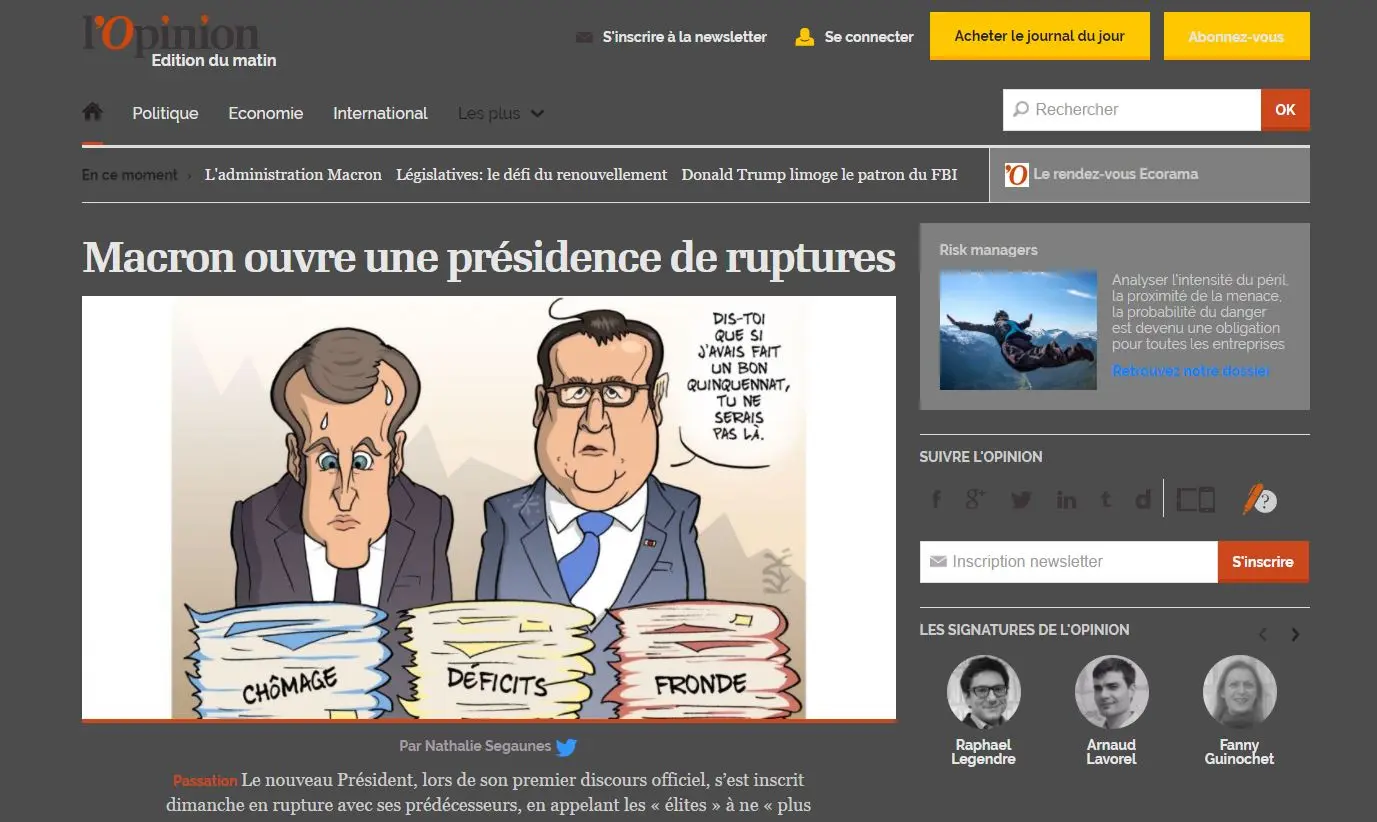 l'Opinion
Edition du matin
S'inscrire à la newsletter
Se connecter
Acheter le journal du jour
Abonnez-vous
Politique
Economie
International
Les plus
Rechercher
OK
En ce moment ›
L'administration Macron
Législatives: le défi du renouvellement
Donald Trump limoge le patron du FBI
'O Le rendez-vous Ecorama
Macron ouvre une présidence de ruptures
DIS-TOI
QUE SI
J'AVAIS FAIT
UN BON
QUINQUENNAT,
TU NE
SERAIS
PAS LÀ.
CHÔMAGE
DÉFICITS
FRONDE
Par Nathalie Segaunes
Passation Le nouveau Président, lors de son premier discours officiel, s'est inscrit
dimanche en rupture avec ses prédécesseurs, en appelant les « élites » à ne « plus
Risk managers
Analyser l'intensité du péril,
la proximité de la menace,
la probabilité du danger
est devenu une obligation
pour toutes les entreprises
Retrouvez notre dossier
SUIVRE L'OPINION
f g+ in t d
?
Inscription newsletter
S'inscrire
LES SIGNATURES DE L'OPINION
Raphael
Legendre
Arnaud
Lavorel
Fanny
Guinochet